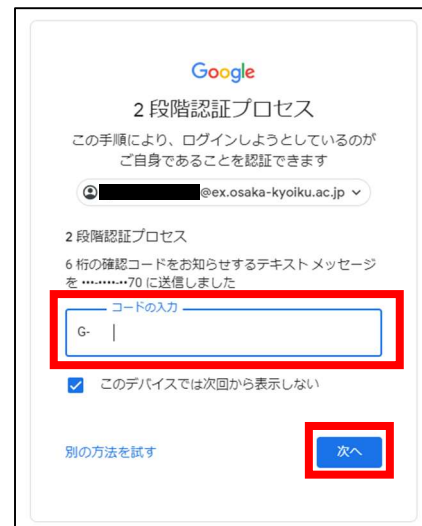 Google
2 段階認証プロセス
この手順により、ログインしようとしているのが
ご自身であることを認証できます
@ex.osaka-kyoiku.ac.jp
2 段階認証プロセス
6 桁の確認コードをお知らせするテキスト メッセージ
を •••-••••-••70 に送信しました
コードの入力
G-
このデバイスでは次回から表示しない
別の方法を試す
次へ